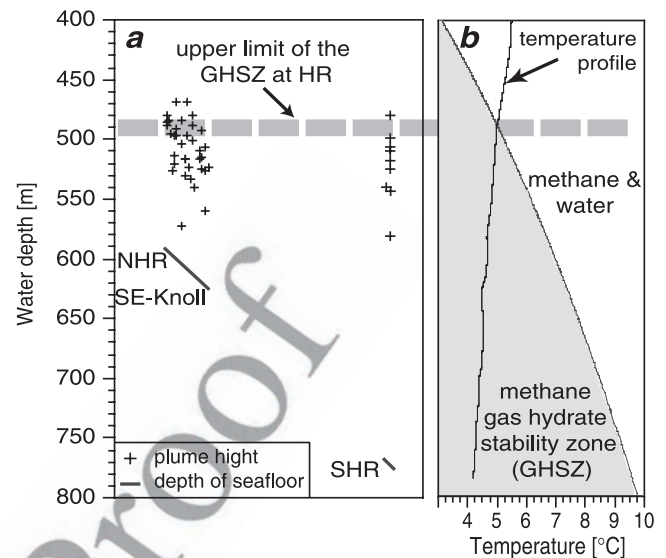 a
upper limit of the
GHSZ at HR
400
450
500
550
600
650
700
750
800
Water depth [m]
NHR
SE-Knoll
SHR
+ plume hight
depth of seafloor
b
temperature
profile
methane &
water
methane
gas hydrate
stability zone
(GHSZ)
4 5 6 7 8 9 10
Temperature [°C]
Proof